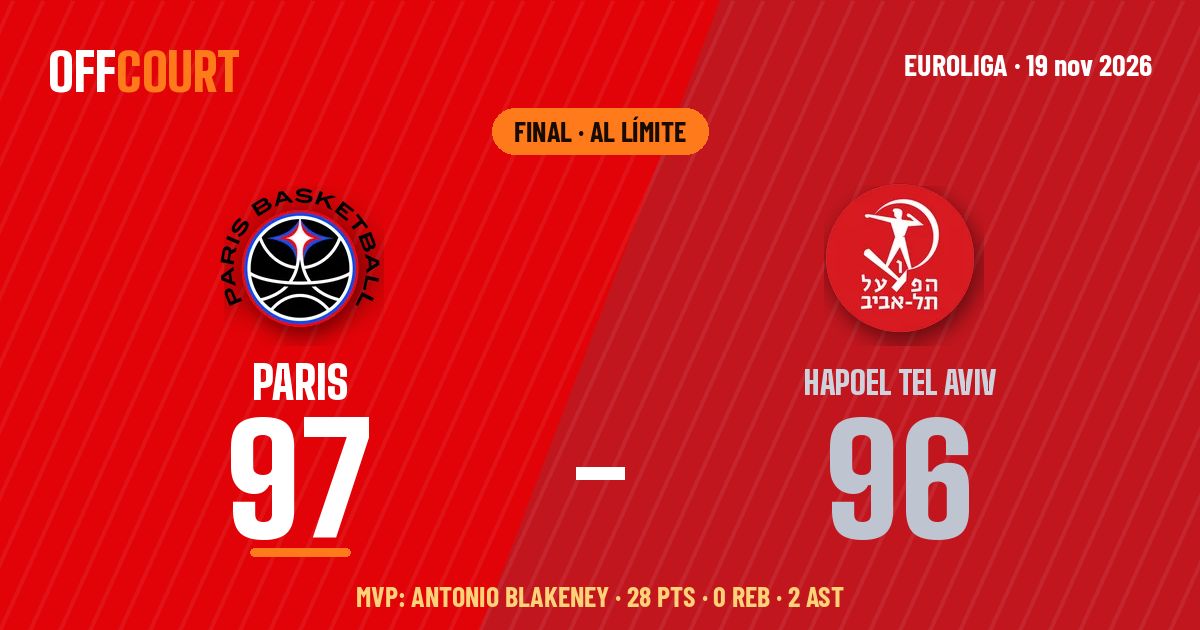 OFFCOURT
EUROLIGA · 19 nov 2026
FINAL · AL LÍMITE
PARIS BASKETBALL
הפועל
תל-אביב
PARIS
HAPOEL TEL AVIV
97
–
96
MVP: ANTONIO BLAKENEY · 28 PTS · 0 REB · 2 AST